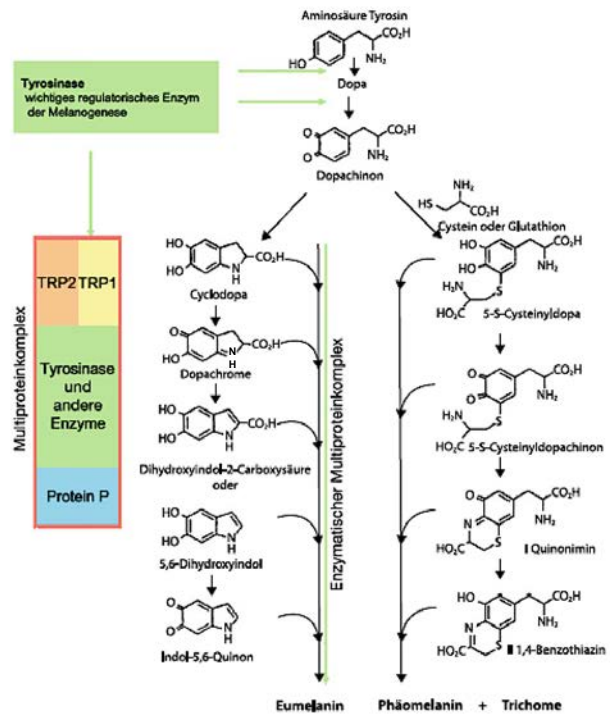 Aminosäure Tyrosin
CO₂H
HO
NH₂
Tyrosinase
wichtiges regulatorisches Enzym
der Melanogenese
Dopa
O
O
CO₂H
NH₂
Dopachinon
NH₂
HS
CO₂H
Cystein oder Glutathion
Multiproteinkomplex
TRP2 TRP1
Tyrosinase
und
andere
Enzyme
Protein P
HO
HO
N
H
CO₂H
Cyclodopa
O
HO
N
H
CO₂H
Dopachrome
HO
HO
N
H
CO₂H
Dihydroxyindol-2-Carboxysäure
oder
HO
HO
N
H
5,6-Dihydroxyindol
O
O
N
H
Indol-5,6-Quinon
Enzymatischer Multiproteinkomplex
HO
HO
CO₂H
NH₂
H₂N
S
HO₂C
5-S-Cysteinyldopa
O
O
CO₂H
NH₂
H₂N
S
HO₂C
5-S-Cysteinyldopachinon
O
CO₂H
NH₂
N
S
HO₂C
I Quinonimin
HO
CO₂H
NH₂
N
S
HO₂C
II 1,4-Benzothiazin
Eumelanin
Phäomelanin + Trichome